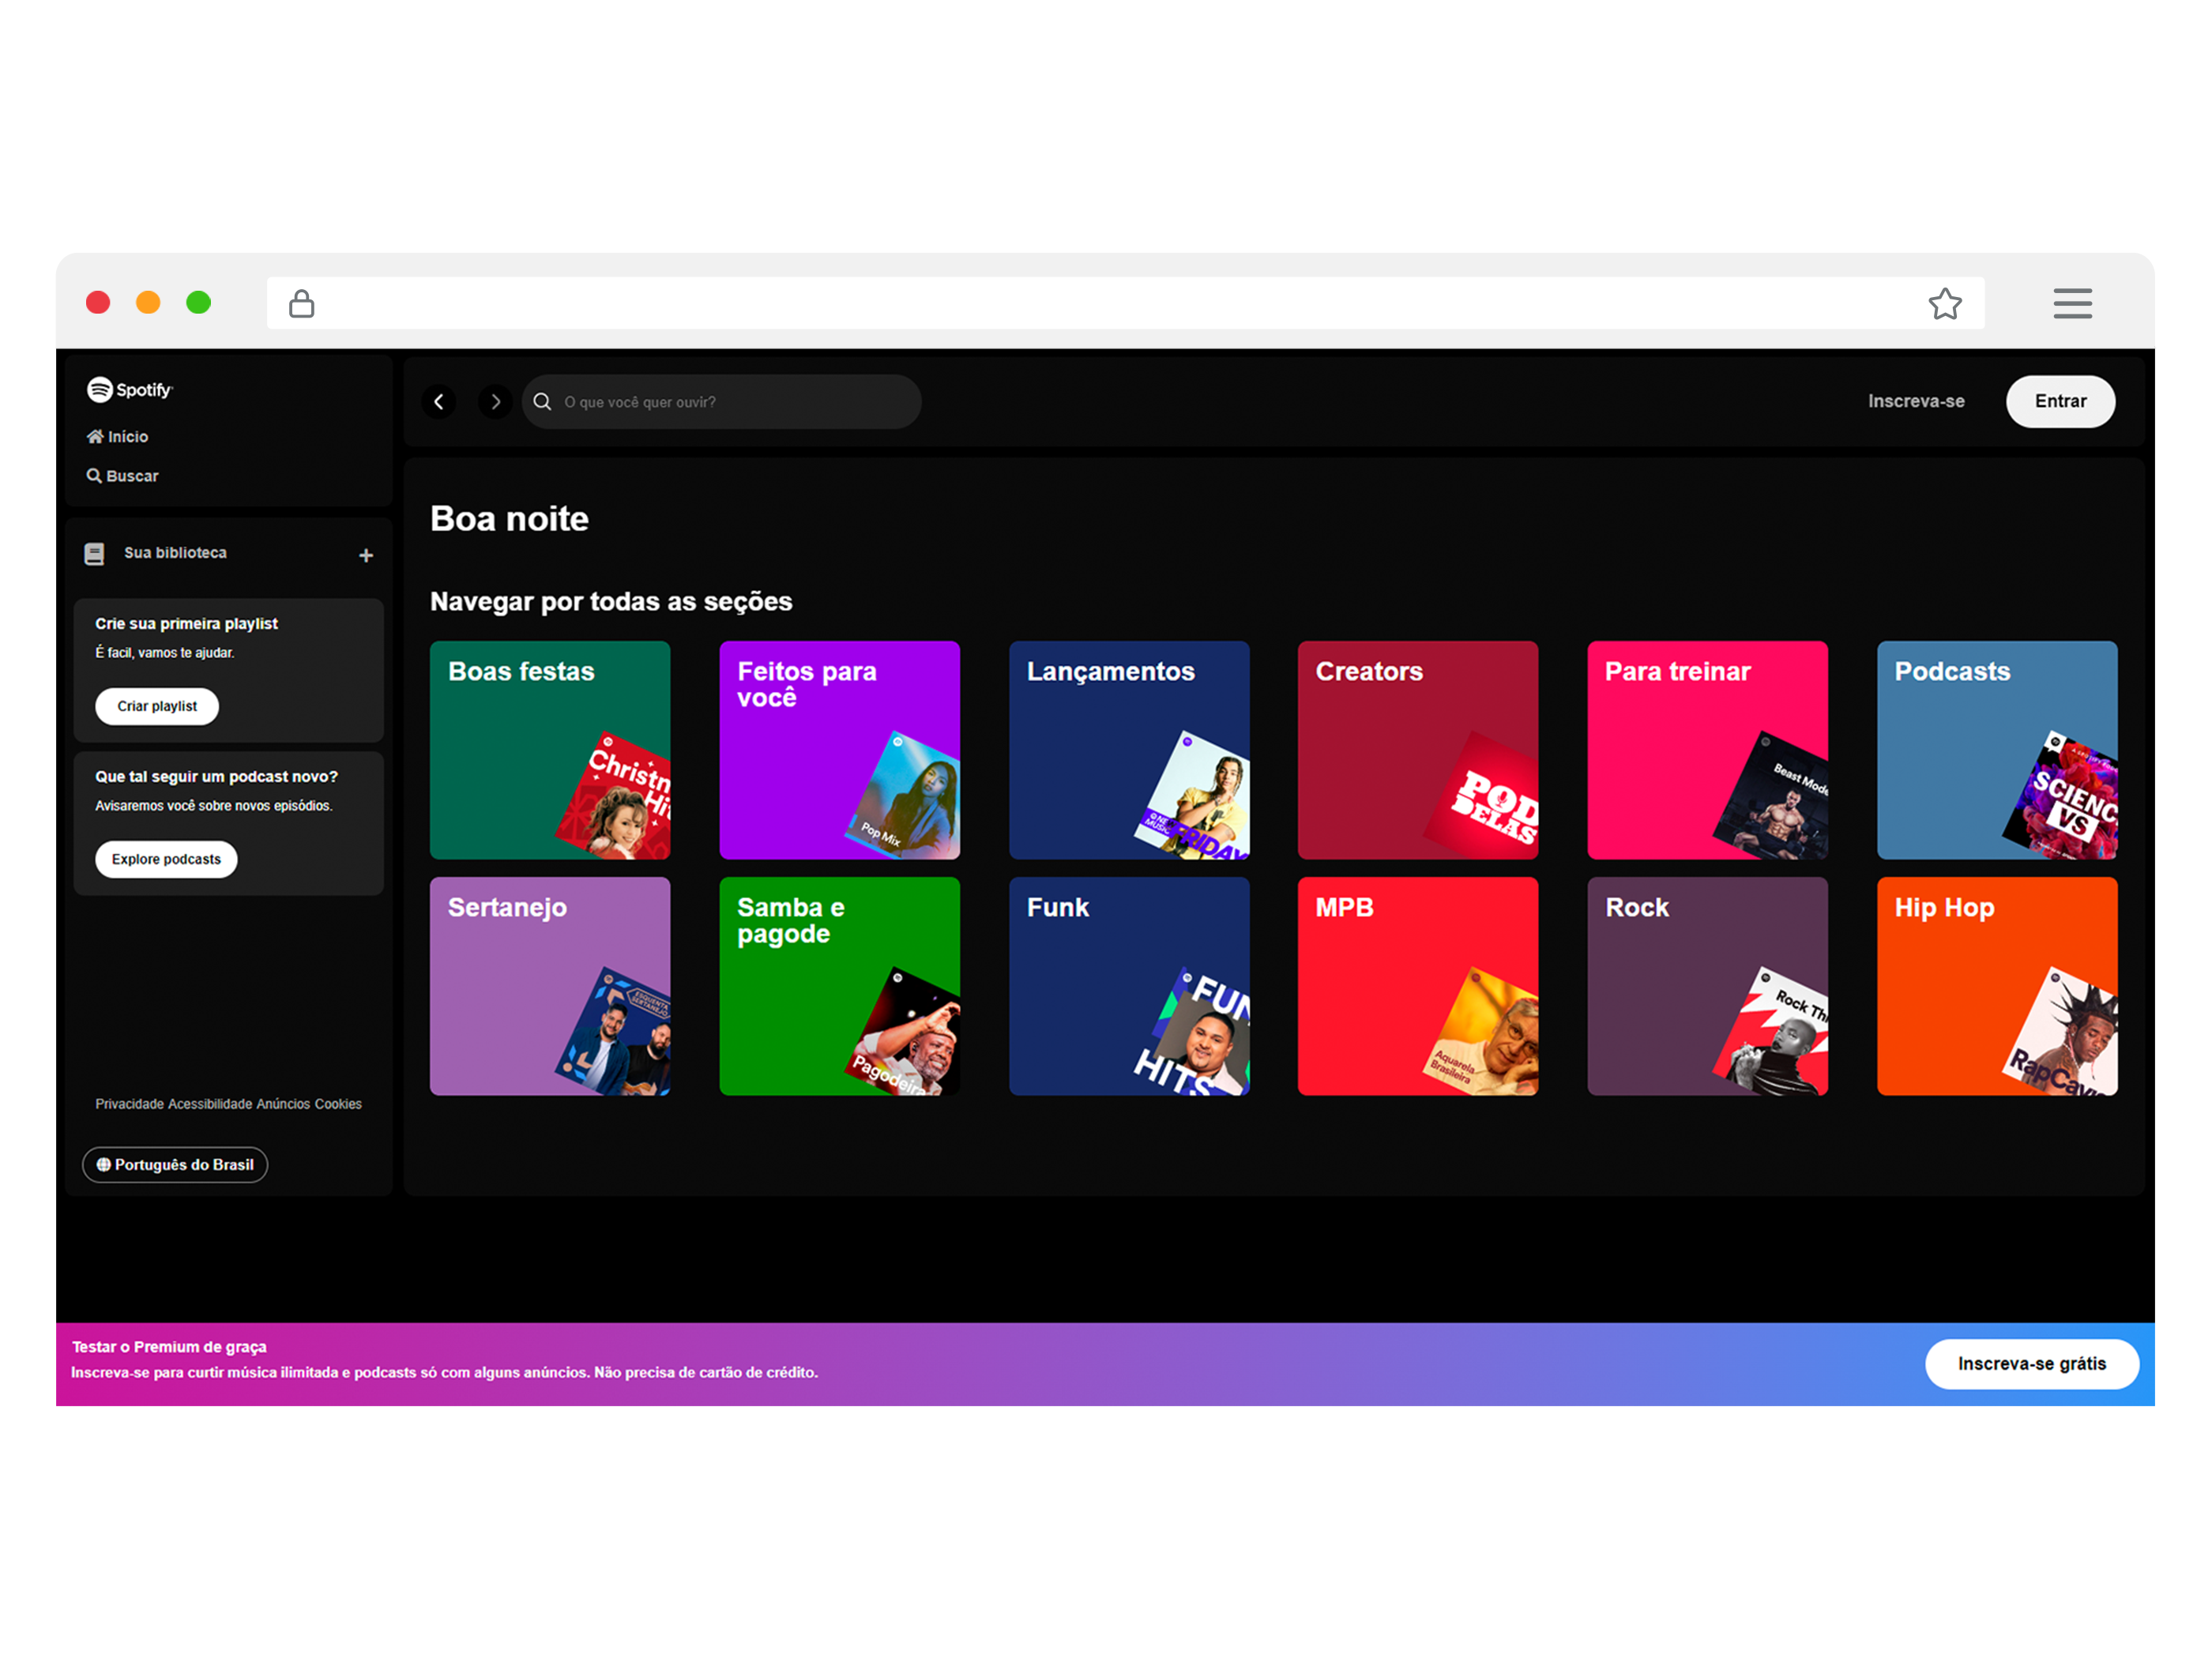 Spotify
Início
Buscar
Sua biblioteca
Crie sua primeira playlist
É facil, vamos te ajudar.
Criar playlist
Que tal seguir um podcast novo?
Avisaremos você sobre novos episódios.
Explore podcasts
Privacidade Acessibilidade Anúncios Cookies
Português do Brasil
O que você quer ouvir?
Inscreva-se
Entrar
Boa noite
Navegar por todas as seções
Boas festas
Christm
Hit
Feitos para
você
Pop Mix
Lançamentos
NEW
MUSIC
FRIDAY
Creators
POD
DELAS
Para treinar
Beast Mode
Podcasts
SCIENC
VS
Sertanejo
ESQUENTA
SERTANEJO
Samba e
pagode
Pagodeira
Funk
FUN
HITS
MPB
Aquarela
Brasileira
Rock
Rock Thi
Hip Hop
RapCavi
Testar o Premium de graça
Inscreva-se para curtir música ilimitada e podcasts só com alguns anúncios. Não precisa de cartão de crédito.
Inscreva-se grátis